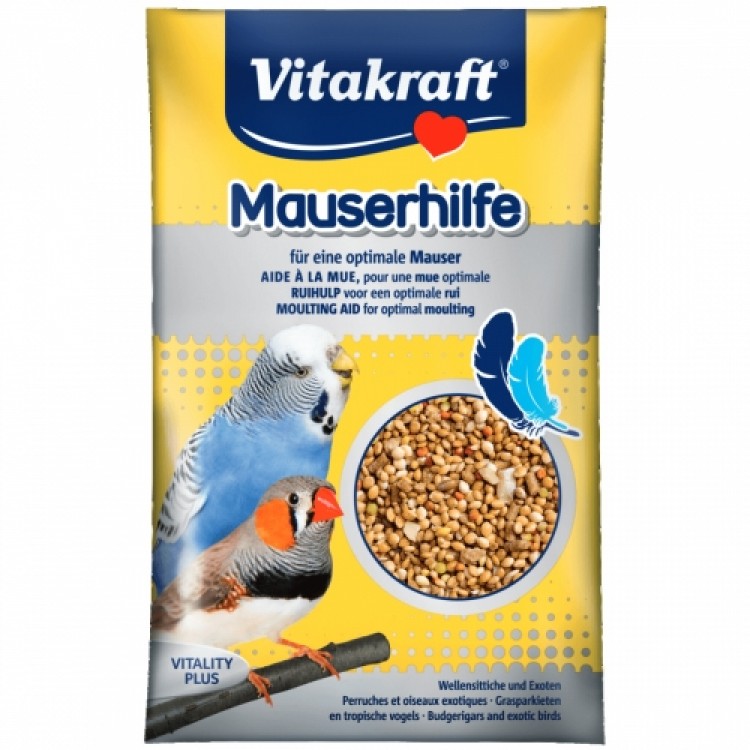 Vitakraft®
Mauserhilfe
für eine optimale Mauser
AIDE À LA MUE, pour une mue optimale
RUIHULP voor een optimale rui
MOULTING AID for optimal moulting
VITALITY
PLUS
Wellensittiche und Exoten
Perruches et oiseaux exotiques · Grasparkieten
en tropische vogels · Budgerigars and exotic birds